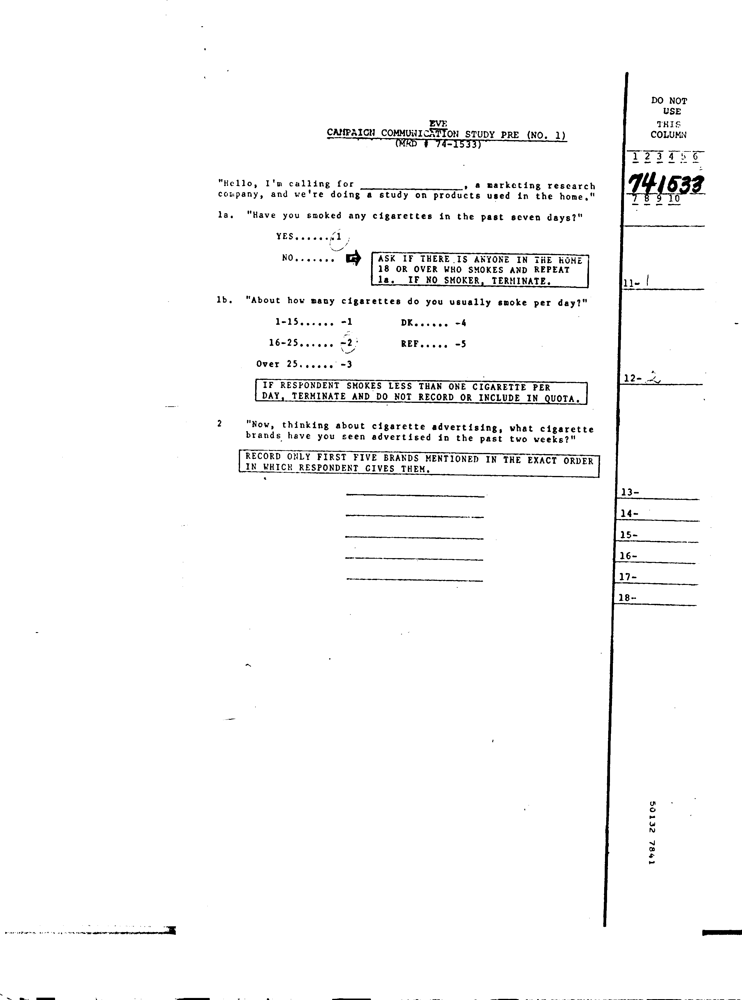 DO NOT
USE
THIS
COLUMN
EVE
CAMPAIGN COMMUNICATION STUDY PRE (NO. 1)
(MRD # 74-1533)
1 2 3 4 5 6
741533
7 8 9 10
"Hello, I'm calling for ____________, a marketing research
company, and we're doing a study on products used in the home."
1a. "Have you smoked any cigarettes in the past seven days?"
YES......1
NO.......
ASK IF THERE IS ANYONE IN THE HOME
18 OR OVER WHO SMOKES AND REPEAT
1a. IF NO SMOKER, TERMINATE.
11- 1
1b. "About how many cigarettes do you usually smoke per day?"
1-15...... -1 DK...... -4
16-25...... -2 REF..... -5
Over 25...... -3
12- 2
IF RESPONDENT SMOKES LESS THAN ONE CIGARETTE PER
DAY, TERMINATE AND DO NOT RECORD OR INCLUDE IN QUOTA.
2 "Now, thinking about cigarette advertising, what cigarette
brands have you seen advertised in the past two weeks?"
RECORD ONLY FIRST FIVE BRANDS MENTIONED IN THE EXACT ORDER
IN WHICH RESPONDENT GIVES THEM.
13-
14-
15-
16-
17-
18-
50132 7841